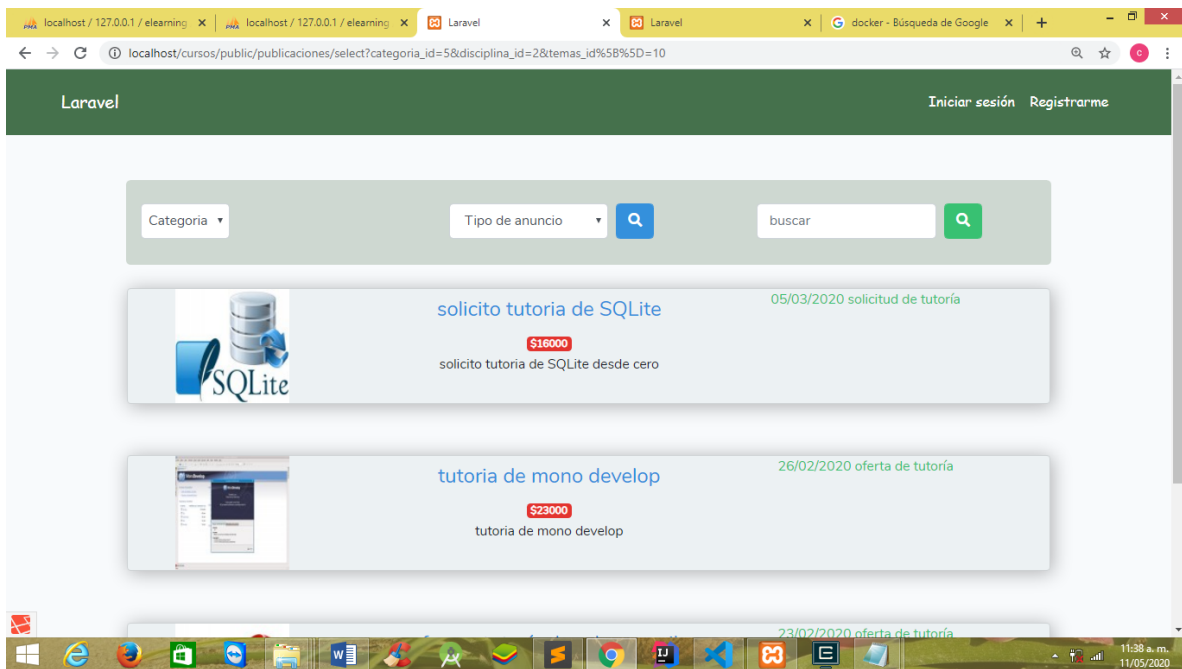 localhost / 127.0.0.1 / elearning
localhost / 127.0.0.1 / elearning
Laravel
Laravel
docker - Búsqueda de Google
localhost/cursos/public/publicaciones/select?categoria_id=5&disciplina_id=2&temas_id%5B%5D=10
Laravel
Iniciar sesión
Registrarme
Categoria
Tipo de anuncio
buscar
SQLite
solicito tutoria de SQLite
$16000
solicito tutoria de SQLite desde cero
05/03/2020 solicitud de tutoría
tutoria de mono develop
$23000
tutoria de mono develop
26/02/2020 oferta de tutoría
23/02/2020 oferta de tutoría
11:38 a. m.
11/05/2020